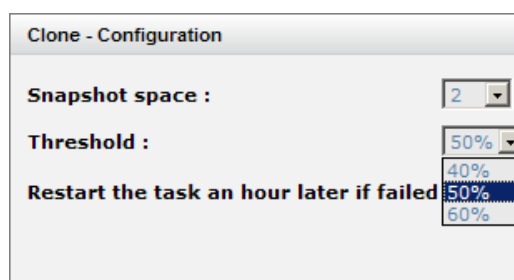 Clone - Configuration
Snapshot space : 2
Threshold : 50%
40%
Restart the task an hour later if failed 50%
60%